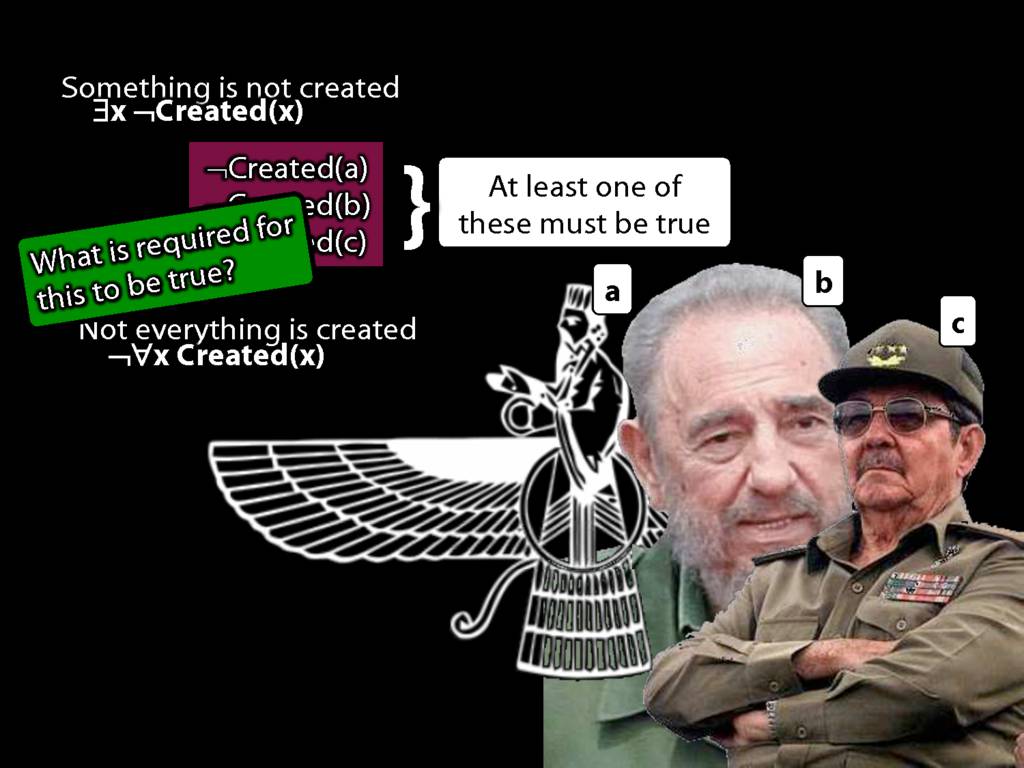 Something is not created
∃x ¬Created(x)
¬Created(a)
ed(b)
ed(c)
}
At least one of
these must be true
What is required for
this to be true?
Not everything is created
¬∀x Created(x)
a
b
c